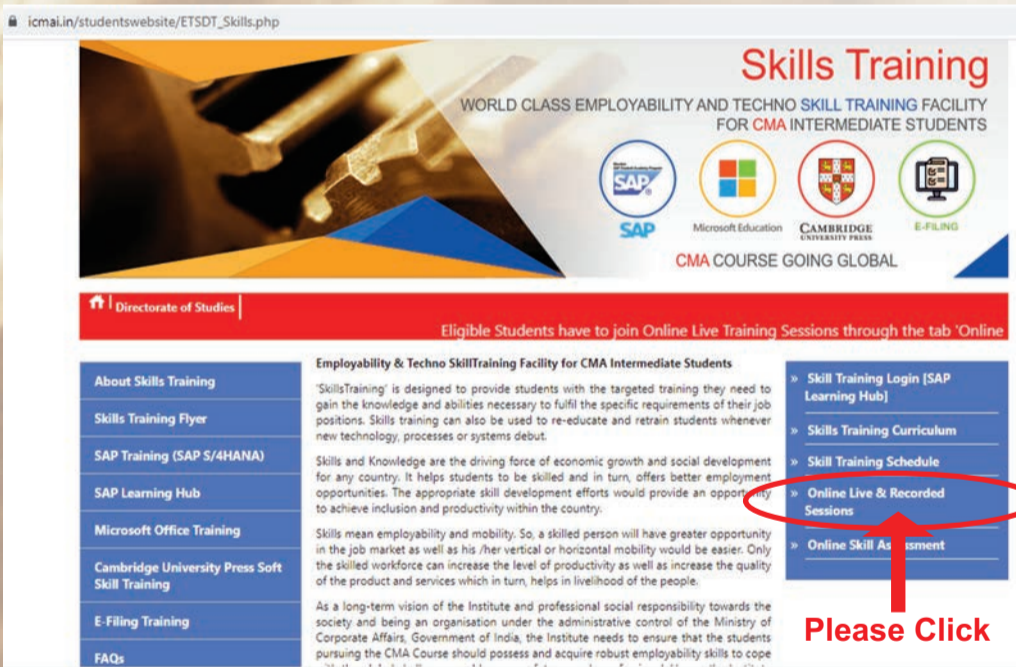 icmai.in/studentswebsite/ETSDT_Skills.php
Skills Training
WORLD CLASS EMPLOYABILITY AND TECHNO SKILL TRAINING FACILITY
FOR CMA INTERMEDIATE STUDENTS
SAP
SAP
Microsoft Education
CAMBRIDGE
UNIVERSITY PRESS
E-FILING
CMA COURSE GOING GLOBAL
Directorate of Studies
Eligible Students have to join Online Live Training Sessions through the tab 'Online
About Skills Training
Skills Training Flyer
SAP Training (SAP S/4HANA)
SAP Learning Hub
Microsoft Office Training
Cambridge University Press Soft
Skill Training
E-Filing Training
FAQs
Employability & Techno SkillTraining Facility for CMA Intermediate Students
'SkillsTraining' is designed to provide students with the targeted training they need to
gain the knowledge and abilities necessary to fulfil the specific requirements of their job
positions. Skills training can also be used to re-educate and retrain students whenever
new technology, processes or systems debut.
Skills and Knowledge are the driving force of economic growth and social development
for any country. It helps students to be skilled and in turn, offers better employment
opportunities. The appropriate skill development efforts would provide an opportunity
to achieve inclusion and productivity within the country.
Skills mean employability and mobility. So, a skilled person will have greater opportunity
in the job market as well as his /her vertical or horizontal mobility would be easier. Only
the skilled workforce can increase the level of productivity as well as increase the quality
of the product and services which in turn, helps in livelihood of the people.
As a long-term vision of the Institute and professional social responsibility towards the
society and being an organisation under the administrative control of the Ministry of
Corporate Affairs, Government of India, the Institute needs to ensure that the students
pursuing the CMA Course should possess and acquire robust employability skills to cope
» Skill Training Login [SAP
Learning Hub]
» Skills Training Curriculum
» Skill Training Schedule
» Online Live & Recorded
Sessions
» Online Skill Assessment
Please Click